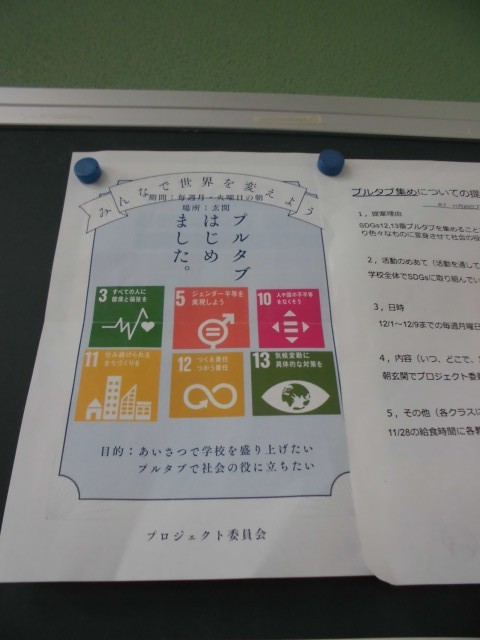 みんなで世界を変えよう
期間：毎週月・火曜日の朝
場所：玄関
プルタブ
はじめ
ました。
3 すべての人に
健康と福祉を
5 ジェンダー平等を
実現しよう
10 人や国の不平等
をなくそう
11 住み続けられる
まちづくりを
12 つくる責任
つかう責任
13 気候変動に
具体的な対策を
目的：あいさつで学校を盛り上げたい
プルタブで社会の役に立ちたい
プロジェクト委員会
プルタブ集めについての提
1，提案理由
SDGs12,13番プルタブを集めること
り色々なものに変身させて社会の役
2，活動のめあて（活動を通して
学校全体でSDGsに取り組んでい
3，日時
12/1～12/9までの毎週月曜日
4，内容（いつ、どこで、
朝玄関でプロジェクト委
5，その他（各クラスに
11/28の給食時間に各